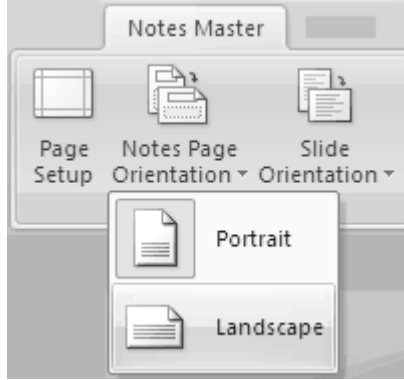 Notes Master
Page Setup
Notes Page Orientation
Slide Orientation
Portrait
Landscape